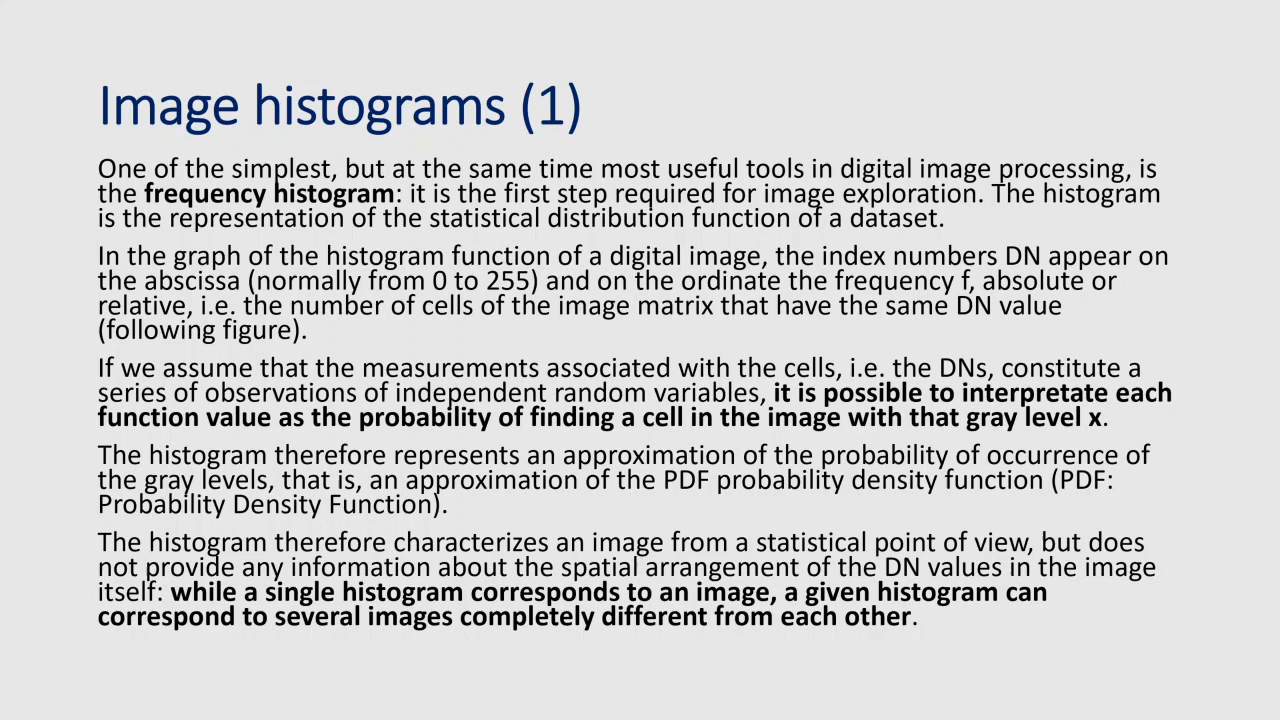 Image histograms (1)
One of the simplest, but at the same time most useful tools in digital image processing, is
the frequency histogram: it is the first step required for image exploration. The histogram
is the representation of the statistical distribution function of a dataset.
In the graph of the histogram function of a digital image, the index numbers DN appear on
the abscissa (normally from 0 to 255) and on the ordinate the frequency f, absolute or
relative, i.e. the number of cells of the image matrix that have the same DN value
(following figure).
If we assume that the measurements associated with the cells, i.e. the DNs, constitute a
series of observations of independent random variables, it is possible to interpretate each
function value as the probability of finding a cell in the image with that gray level x.
The histogram therefore represents an approximation of the probability of occurrence of
the gray levels, that is, an approximation of the PDF probability density function (PDF:
Probability Density Function).
The histogram therefore characterizes an image from a statistical point of view, but does
not provide any information about the spatial arrangement of the DN values in the image
itself: while a single histogram corresponds to an image, a given histogram can
correspond to several images completely different from each other.